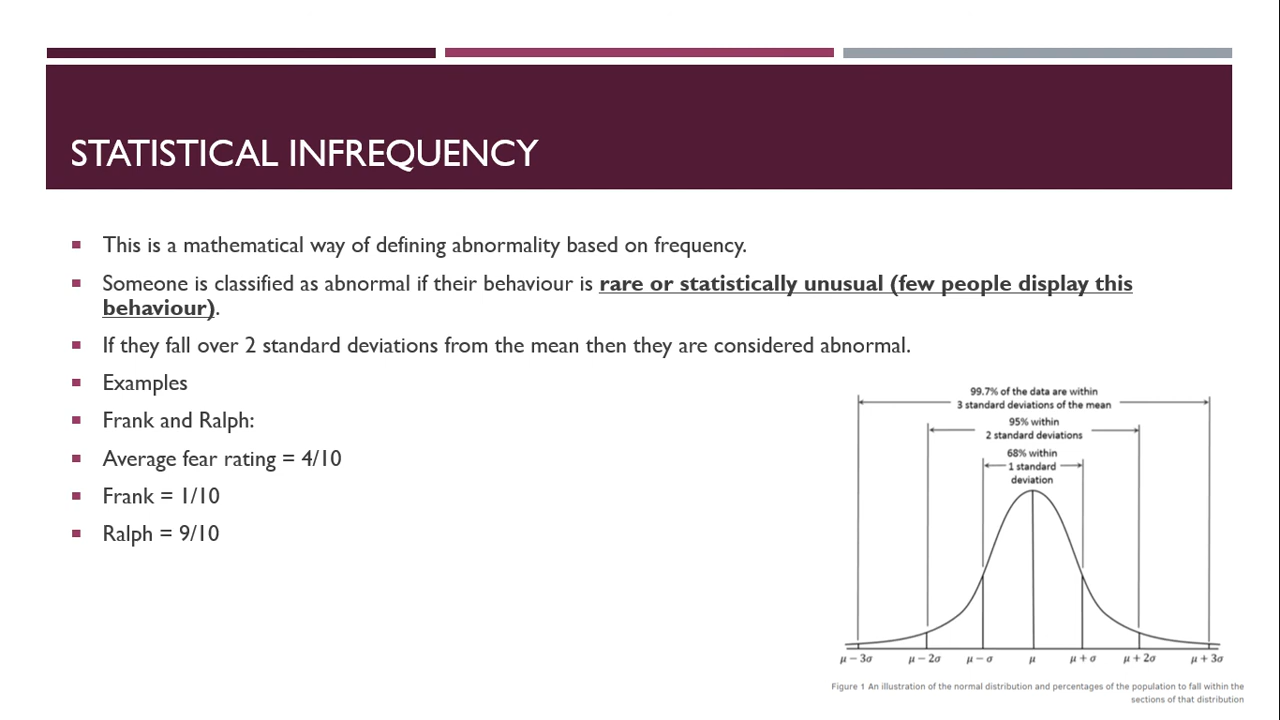 STATISTICAL INFREQUENCY
This is a mathematical way of defining abnormality based on frequency.
Someone is classified as abnormal if their behaviour is rare or statistically unusual (few people display this
behaviour).
If they fall over 2 standard deviations from the mean then they are considered abnormal.
Examples
Frank and Ralph:
Average fear rating = 4/10
Frank = 1/10
Ralph = 9/10
99.7% of the data are within
3 standard deviations of the mean
95% within
2 standard deviations
68% within
1 standard
deviation
μ − 3σ μ − 2σ μ − σ μ μ + σ μ + 2σ μ + 3σ
Figure 1 An illustration of the normal distribution and percentages of the population to fall within the
sections of that distribution